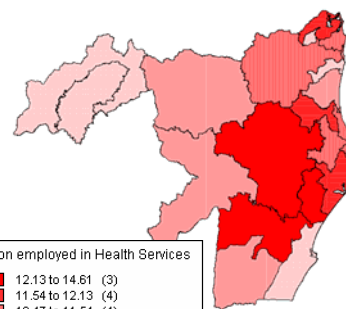 on employed in Health Services
12.13 to 14.61 (3)
11.54 to 12.13 (4)